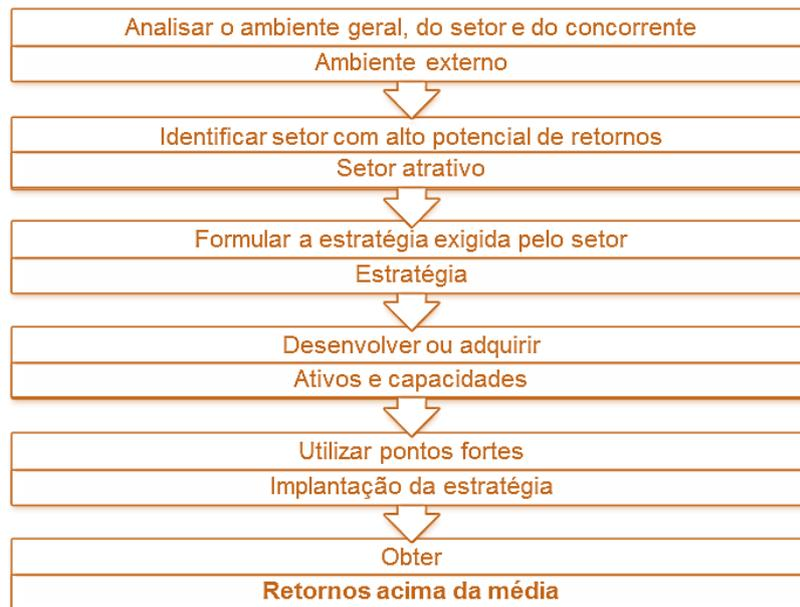 Analisar o ambiente geral, do setor e do concorrente
Ambiente externo
Identificar setor com alto potencial de retornos
Setor atrativo
Formular a estratégia exigida pelo setor
Estratégia
Desenvolver ou adquirir
Ativos e capacidades
Utilizar pontos fortes
Implantação da estratégia
Obter
Retornos acima da média